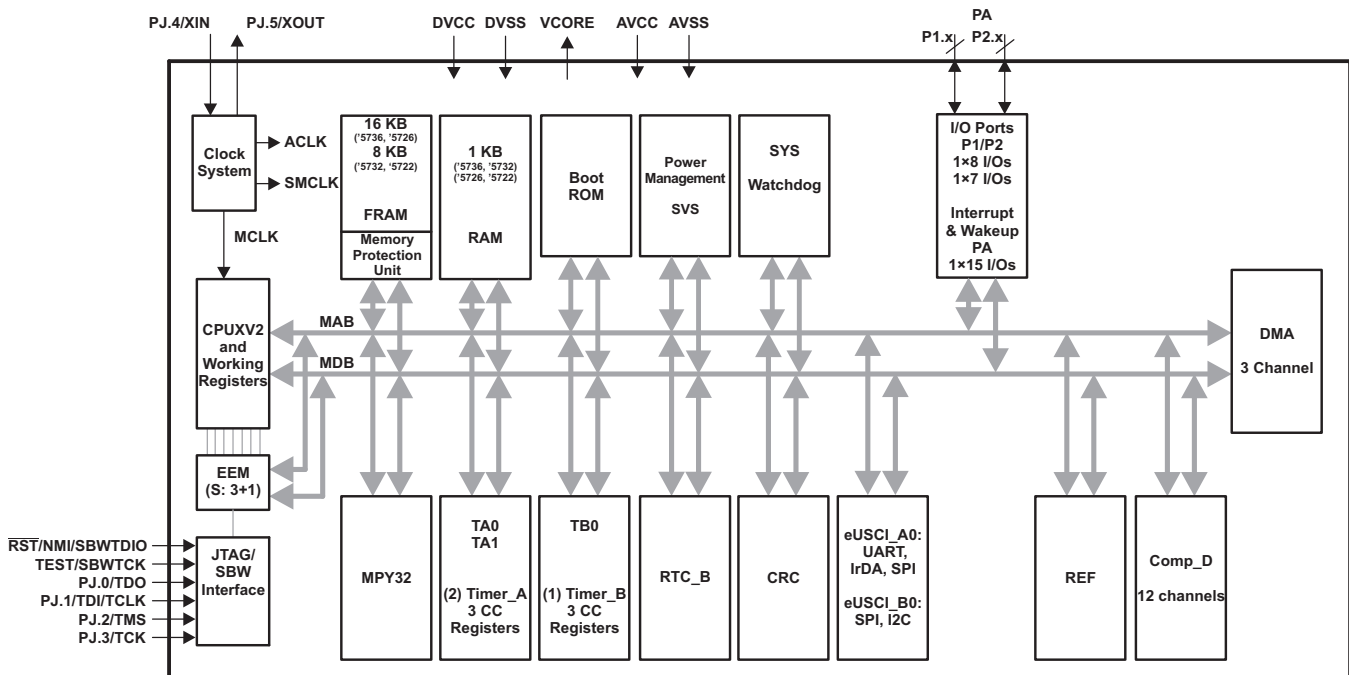 PJ.4/XIN
PJ.5/XOUT
DVCC
DVSS
VCORE
AVCC
AVSS
PA
P1.x
P2.x
Clock
System
ACLK
SMCLK
MCLK
16 KB
('5736, '5726)
8 KB
('5732, '5722)
FRAM
Memory
Protection
Unit
1 KB
('5736, '5732)
('5726, '5722)
RAM
Boot
ROM
Power
Management
SVS
SYS
Watchdog
I/O Ports
P1/P2
1×8 I/Os
1×7 I/Os
Interrupt
& Wakeup
PA
1×15 I/Os
CPUXV2
and
Working
Registers
MAB
MDB
DMA
3 Channel
EEM
(S: 3+1)
RST/NMI/SBWTDIO
TEST/SBWTCK
PJ.0/TDO
PJ.1/TDI/TCLK
PJ.2/TMS
PJ.3/TCK
JTAG/
SBW
Interface
MPY32
TA0
TA1
(2) Timer_A
3 CC
Registers
TB0
(1) Timer_B
3 CC
Registers
RTC_B
CRC
eUSCI_A0:
UART,
IrDA, SPI
eUSCI_B0:
SPI, I2C
REF
Comp_D
12 channels